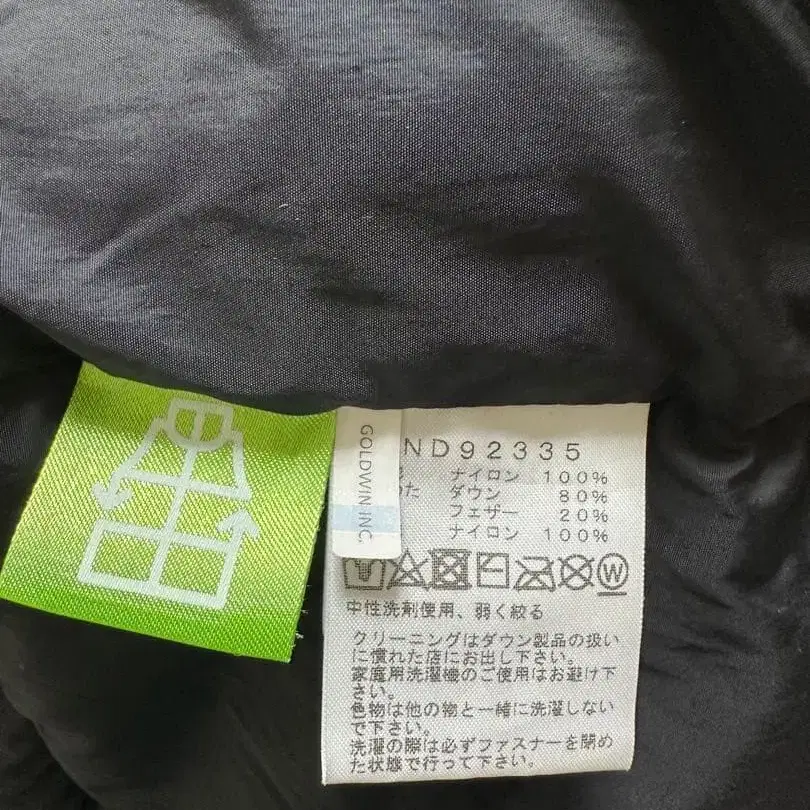 GOLDWIN INC.
ND92335
ナイロン 100%
た ダウン 80%
フェザー 20%
ナイロン 100%
W
中性洗剤使用、弱く絞る
クリーニングはダウン製品の扱い
に慣れた店にお出し下さい。
家庭用洗濯機のご使用はお避け下
さい。
色物は他の物と一緒に洗濯しない
で下さい。
洗濯の際は必ずファスナーを閉め
た状態で行って下さい。